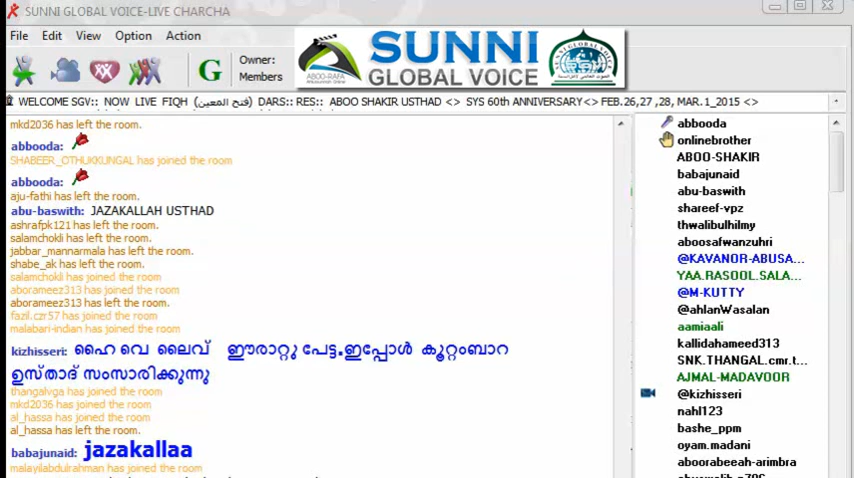 SUNNI GLOBAL VOICE-LIVE CHARCHA
File Edit View Option Action
G
Owner:
Members
ABOO-RAFA
SUNNI
GLOBAL VOICE
SUNNI GLOBAL VOICE
WELCOME SGV:: NOW LIVE FIQH (فتح المعين) DARS:: RES:: ABOO SHAKIR USTHAD <> SYS 60th ANNIVERSARY<> FEB.26,27 ,28, MAR.1_2015 <>
mkd2036 has left the room.
abbooda:
SHABEER_OTHUKKUNGAL has joined the room
abbooda:
aju-fathi has left the room.
abu-baswith: JAZAKALLAH USTHAD
ashrafpk121 has left the room.
salamchokli has left the room.
jabbar_mannarmala has left the room.
shabe_ak has left the room.
salamchokli has joined the room
aborameez313 has joined the room
aborameez313 has left the room.
fazil.czr57 has joined the room
malabari-indian has joined the room
kizhisseri: ഹൈ വെ ലൈവ് ഈരാറ്റു പേട്ട.ഇപ്പോൾ കൂറ്റംബാറ
ഉസ്താദ് സംസാരിക്കുന്നു
thangalvga has joined the room
mkd2036 has joined the room
al_hassa has joined the room
al_hassa has left the room.
babajunaid: jazakallaa
malayilabdulrahman has joined the room
abbooda
onlinebrother
ABOO-SHAKIR
babajunaid
abu-baswith
shareef-vpz
thwalibulhilmy
aboosafwanzuhri
@KAVANOR-ABUSA...
YAA.RASOOL.SALA...
@M-KUTTY
@ahlanWasalan
aamiaali
kallidahameed313
SNK.THANGAL.cmr.t...
AJMAL-MADAVOOR
@kizhisseri
nahl123
bashe_ppm
oyam.madani
aboorabeeah-arimbra